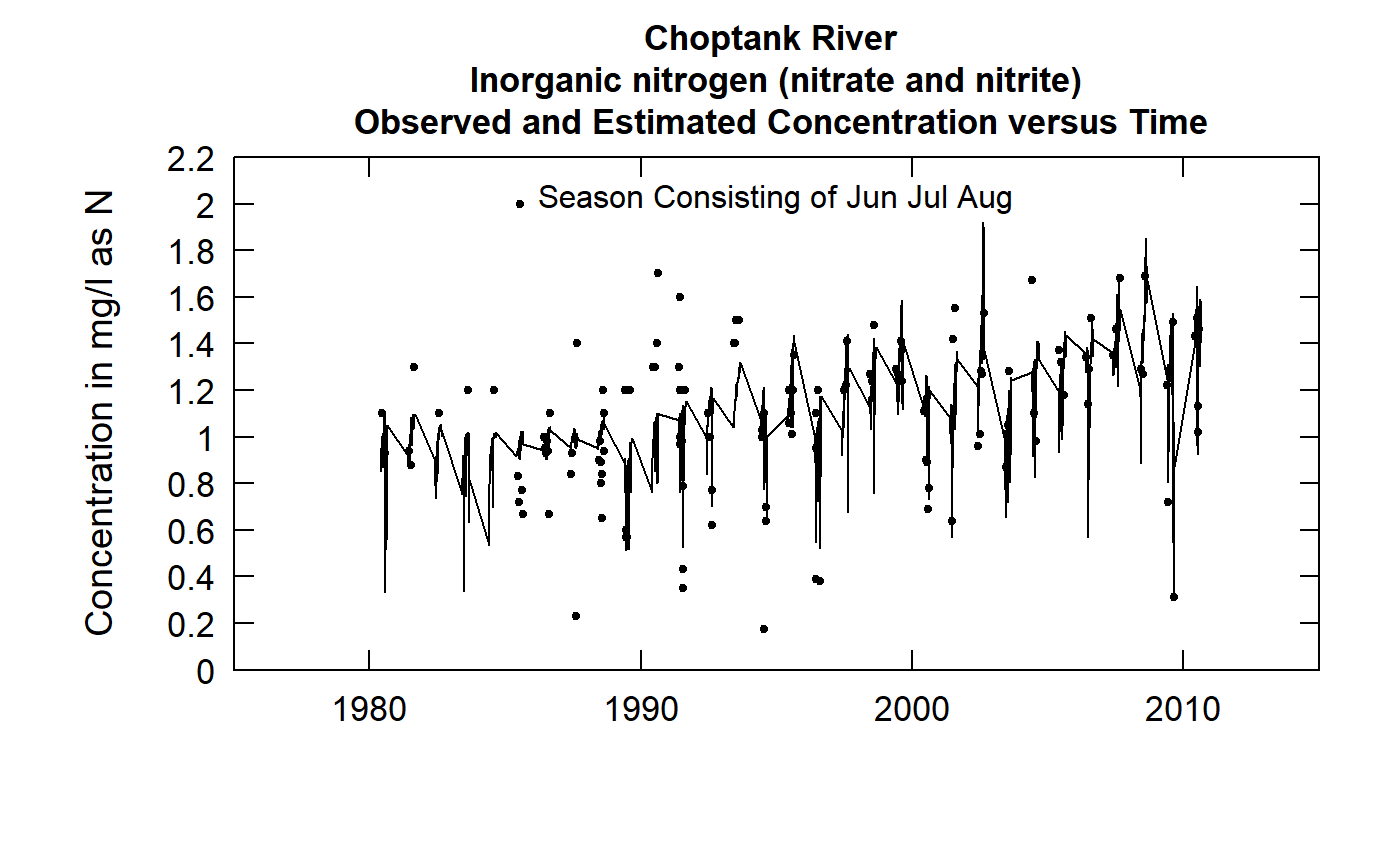 Choptank River
Inorganic nitrogen (nitrate and nitrite)
Observed and Estimated Concentration versus Time
Season Consisting of Jun Jul Aug
Concentration in mg/l as N
2.2
2
1.8
1.6
1.4
1.2
1
0.8
0.6
0.4
0.2
0
1980 1990 2000 2010